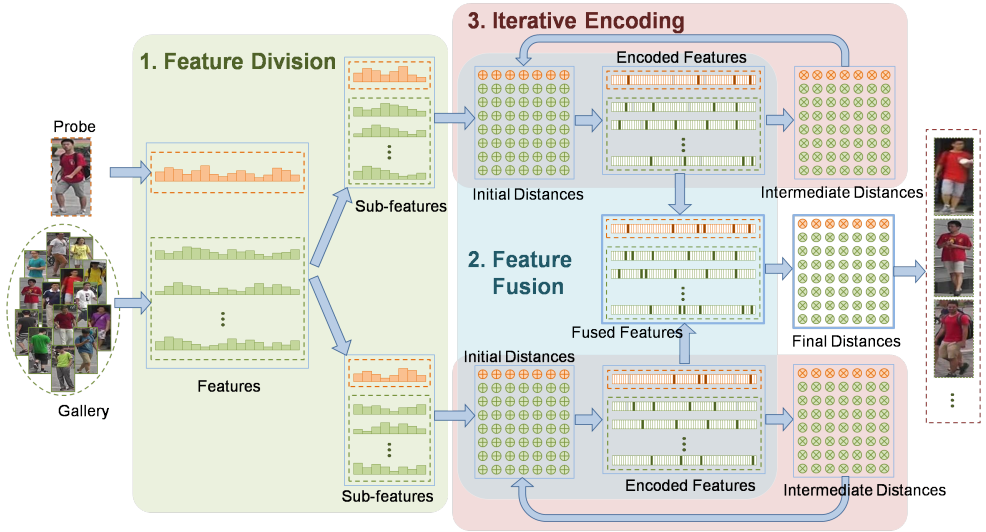 3. Iterative Encoding
1. Feature Division
Encoded Features
Probe
Sub-features
Initial Distances
Intermediate Distances
2. Feature
Fusion
Fused Features
Final Distances
Initial Distances
Features
Gallery
Sub-features
Encoded Features
Intermediate Distances